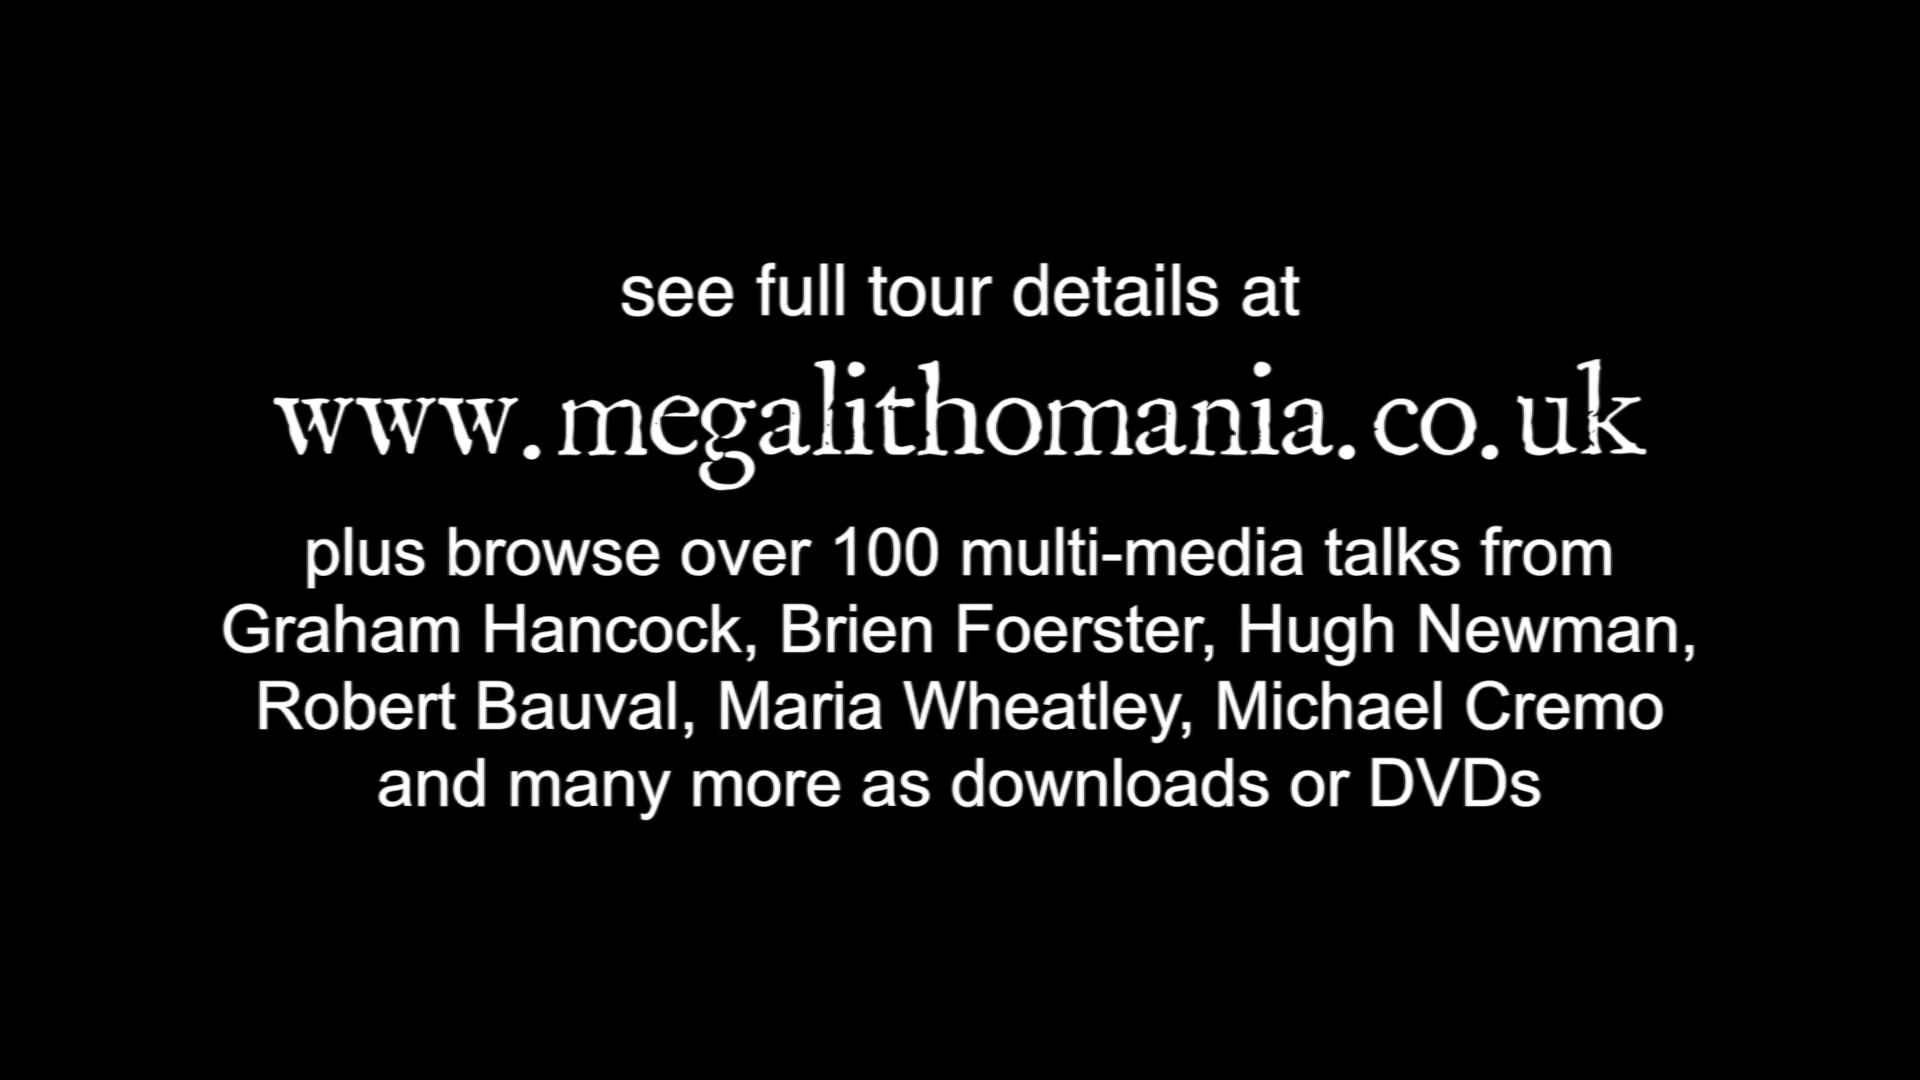 see full tour details at
www.megalithomania.co.uk
plus browse over 100 multi-media talks from
Graham Hancock, Brien Foerster, Hugh Newman,
Robert Bauval, Maria Wheatley, Michael Cremo
and many more as downloads or DVDs